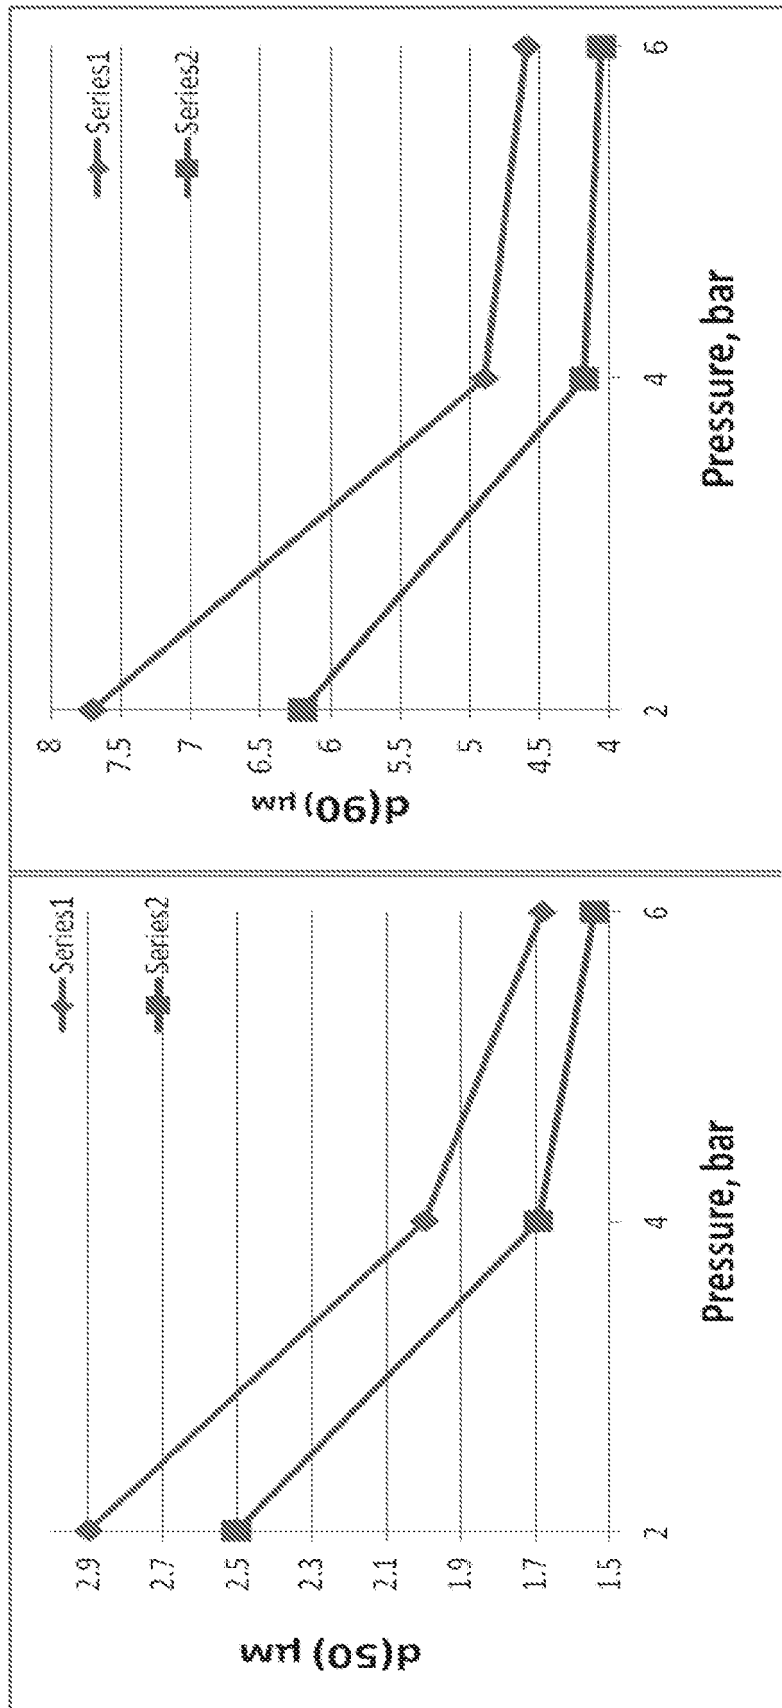 d(50) µm
2.9
2.7
2.5
2.3
2.1
1.9
1.7
1.5
2
4
6
Pressure, bar
Series1
Series2
d(90) µm
8
7.5
7
6.5
6
5.5
5
4.5
4
2
4
6
Pressure, bar
Series1
Series2